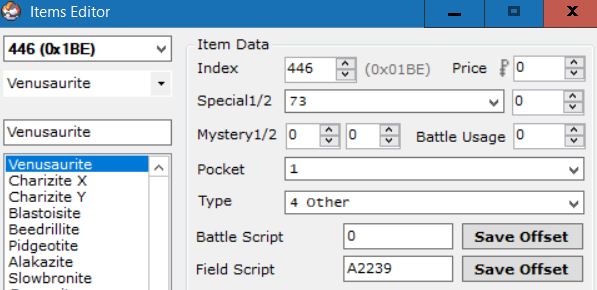 Items Editor
446 (0x1BE)
Venusaurite
Venusaurite
Venusaurite
Charizite X
Charizite Y
Blastoisite
Beedrillite
Pidgeotite
Alakazite
Slowbronite
Item Data
Index 446 (0x01BE) Price ₽ 0
Special1/2 73 0
Mystery1/2 0 0 Battle Usage 0
Pocket 1
Type 4 Other
Battle Script 0 Save Offset
Field Script A2239 Save Offset